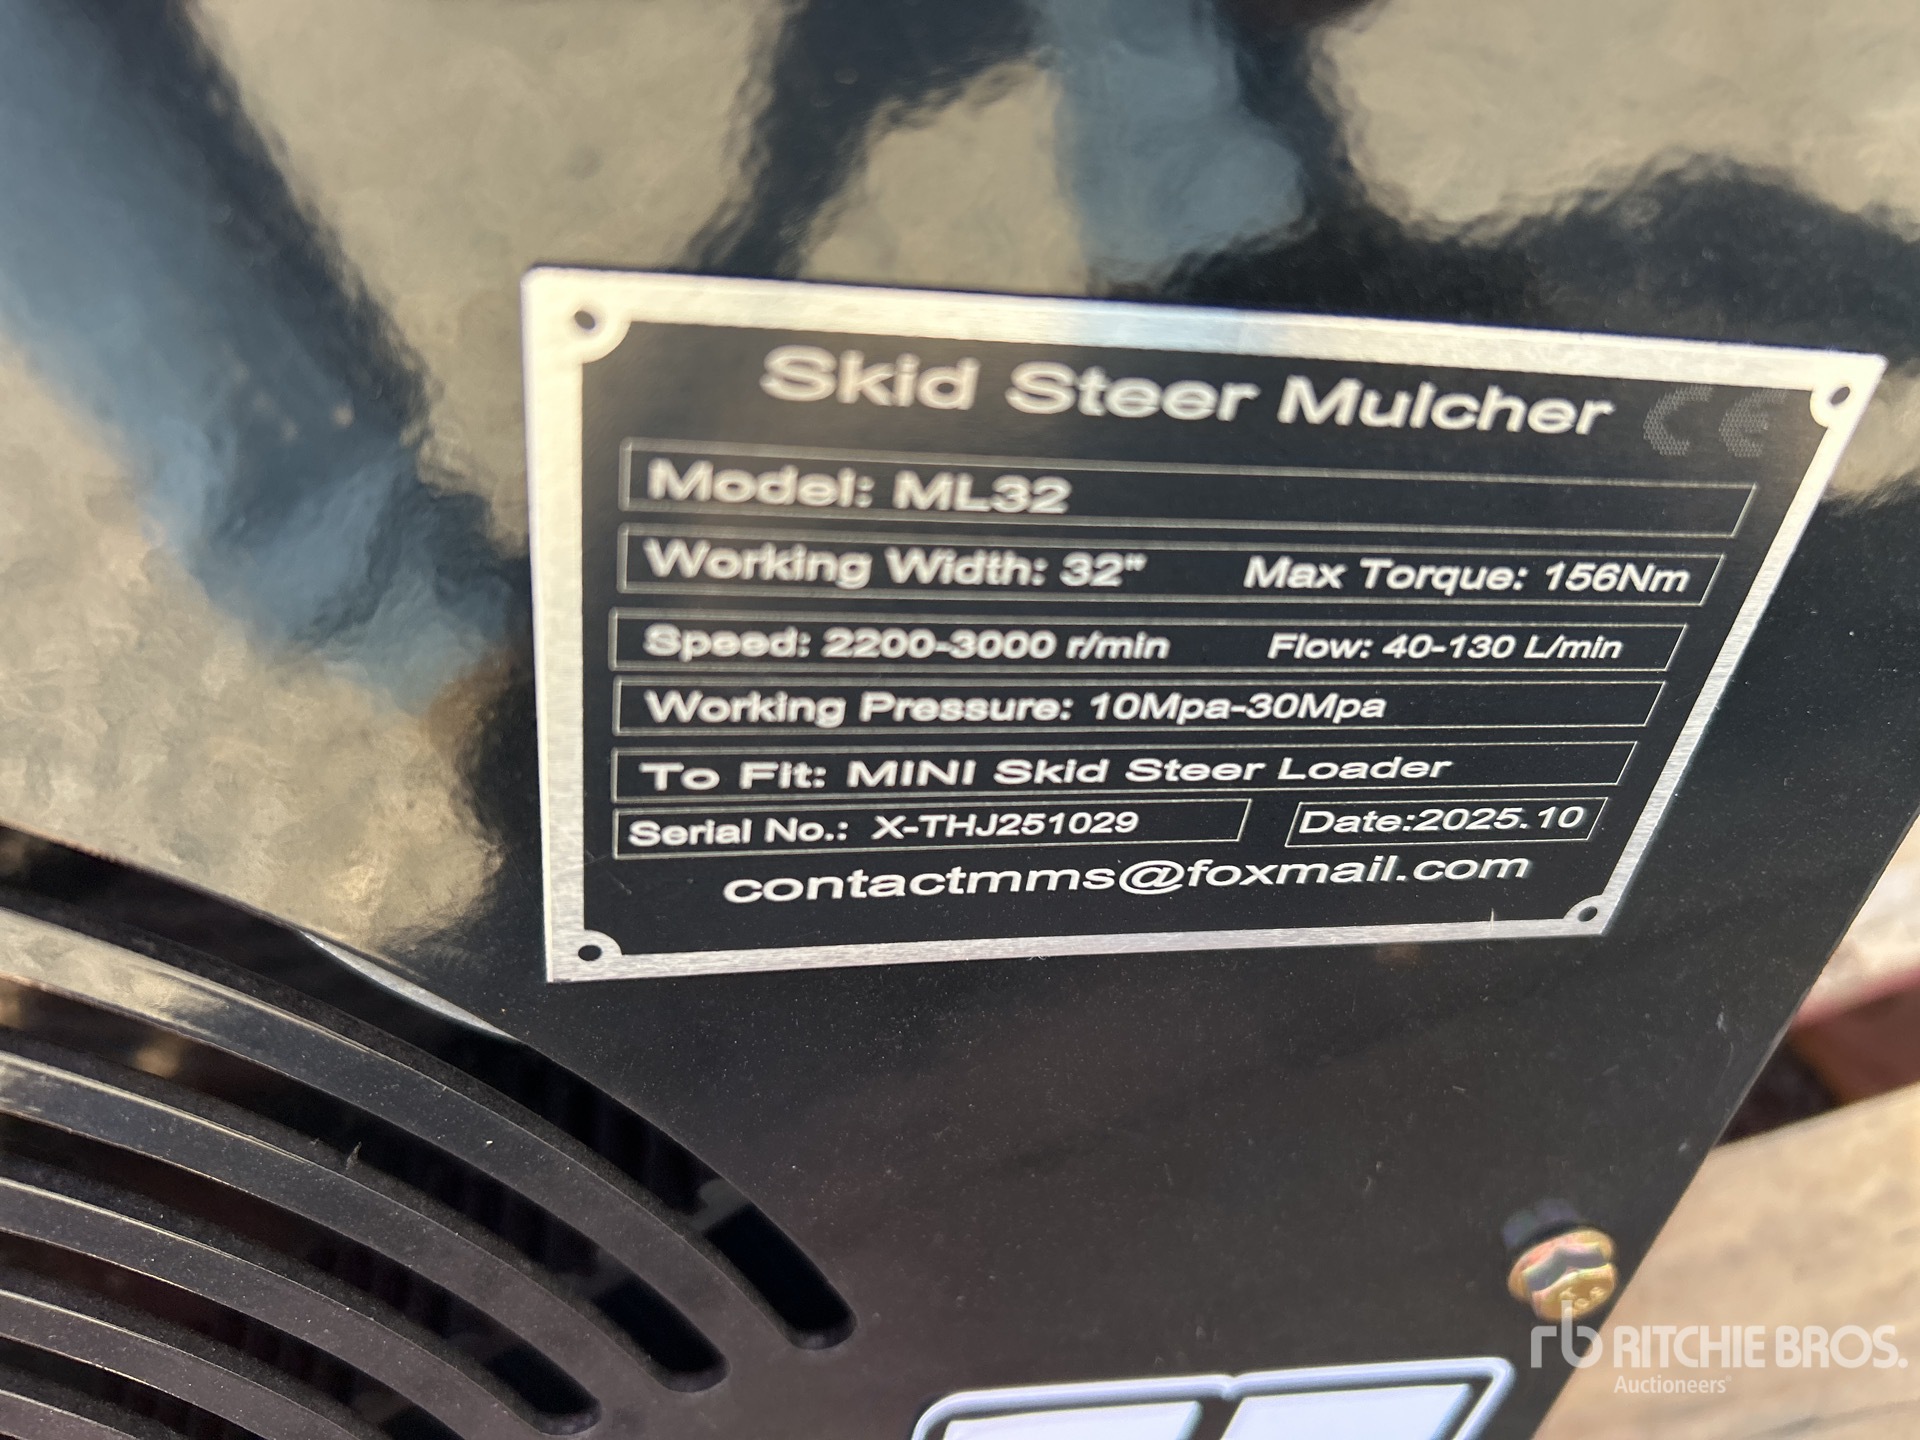 Skid Steer Mulcher CE
Model: ML32
Working Width: 32" Max Torque: 156Nm
Speed: 2200-3000 r/min Flow: 40-130 L/min
Working Pressure: 10Mpa-30Mpa
To Fit: MINI Skid Steer Loader
Serial No.: X-THJ251029 Date:2025.10
contactmms@foxmail.com
rb RITCHIE BROS.
Auctioneers